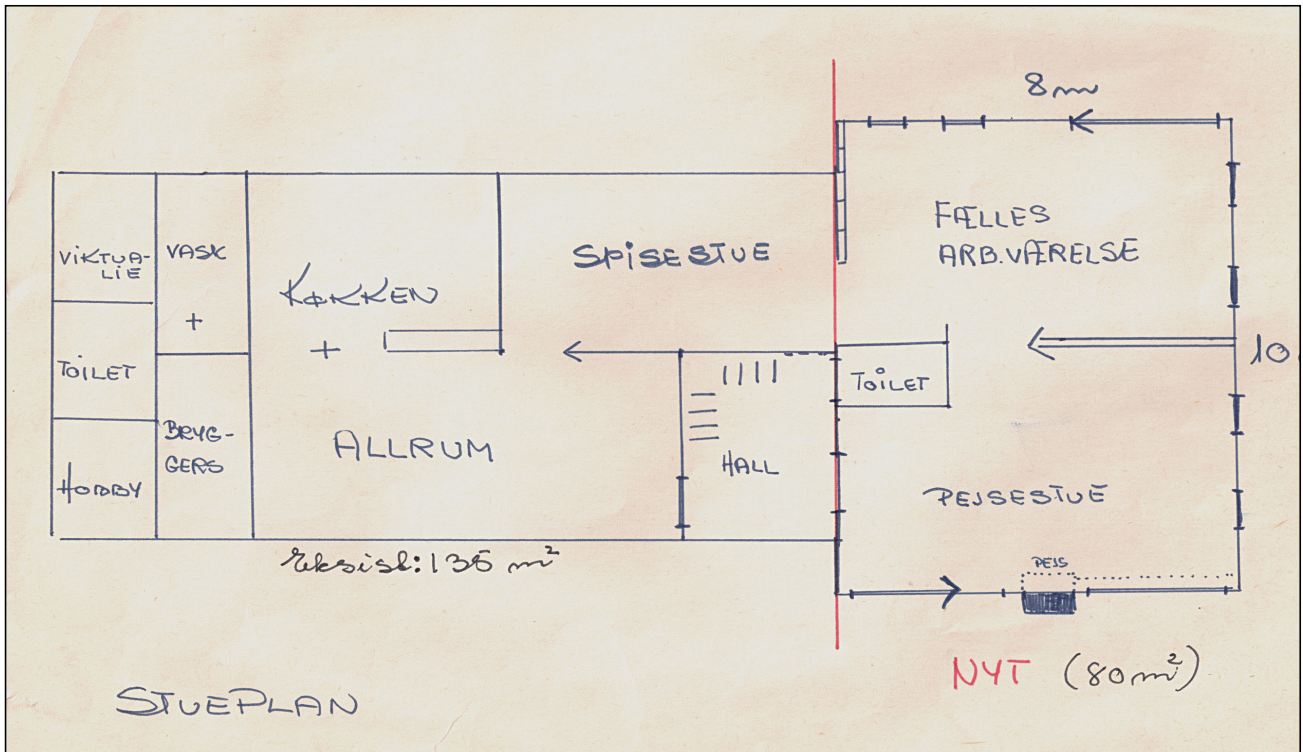 8m
FÆLLES
ARB.VÆRELSE
SPISESTUE
VIKTUA-
LIE
VASK
+
KØKKEN
+
10
TOILET
TOILET
BRYG-
GERS
ALLRUM
HALL
HOBBY
PEJSESTUE
Eksist: 135 m²
PEJS
NYT (80m²)
STUEPLAN